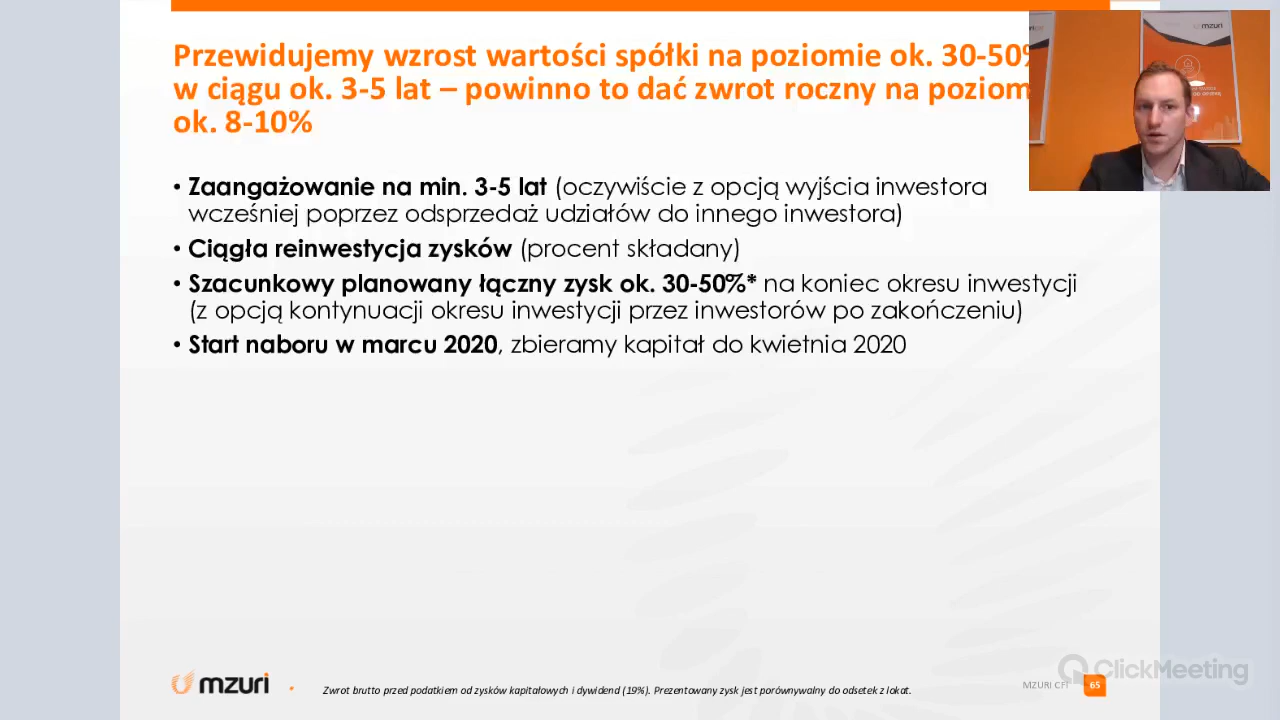 Przewidujemy wzrost wartości spółki na poziomie ok. 30-50%
w ciągu ok. 3-5 lat – powinno to dać zwrot roczny na poziom
ok. 8-10%
• Zaangażowanie na min. 3-5 lat (oczywiście z opcją wyjścia inwestora
wcześniej poprzez odsprzedaż udziałów do innego inwestora)
• Ciągła reinwestycja zysków (procent składany)
• Szacunkowy planowany łączny zysk ok. 30-50%* na koniec okresu inwestycji
(z opcją kontynuacji okresu inwestycji przez inwestorów po zakończeniu)
• Start naboru w marcu 2020, zbieramy kapitał do kwietnia 2020
mzuri
mzuri
• Zwrot brutto przed podatkiem od zysków kapitałowych i dywidend (19%). Prezentowany zysk jest porównywalny do odsetek z lokat.
MZURI CFI 65
ClickMeeting